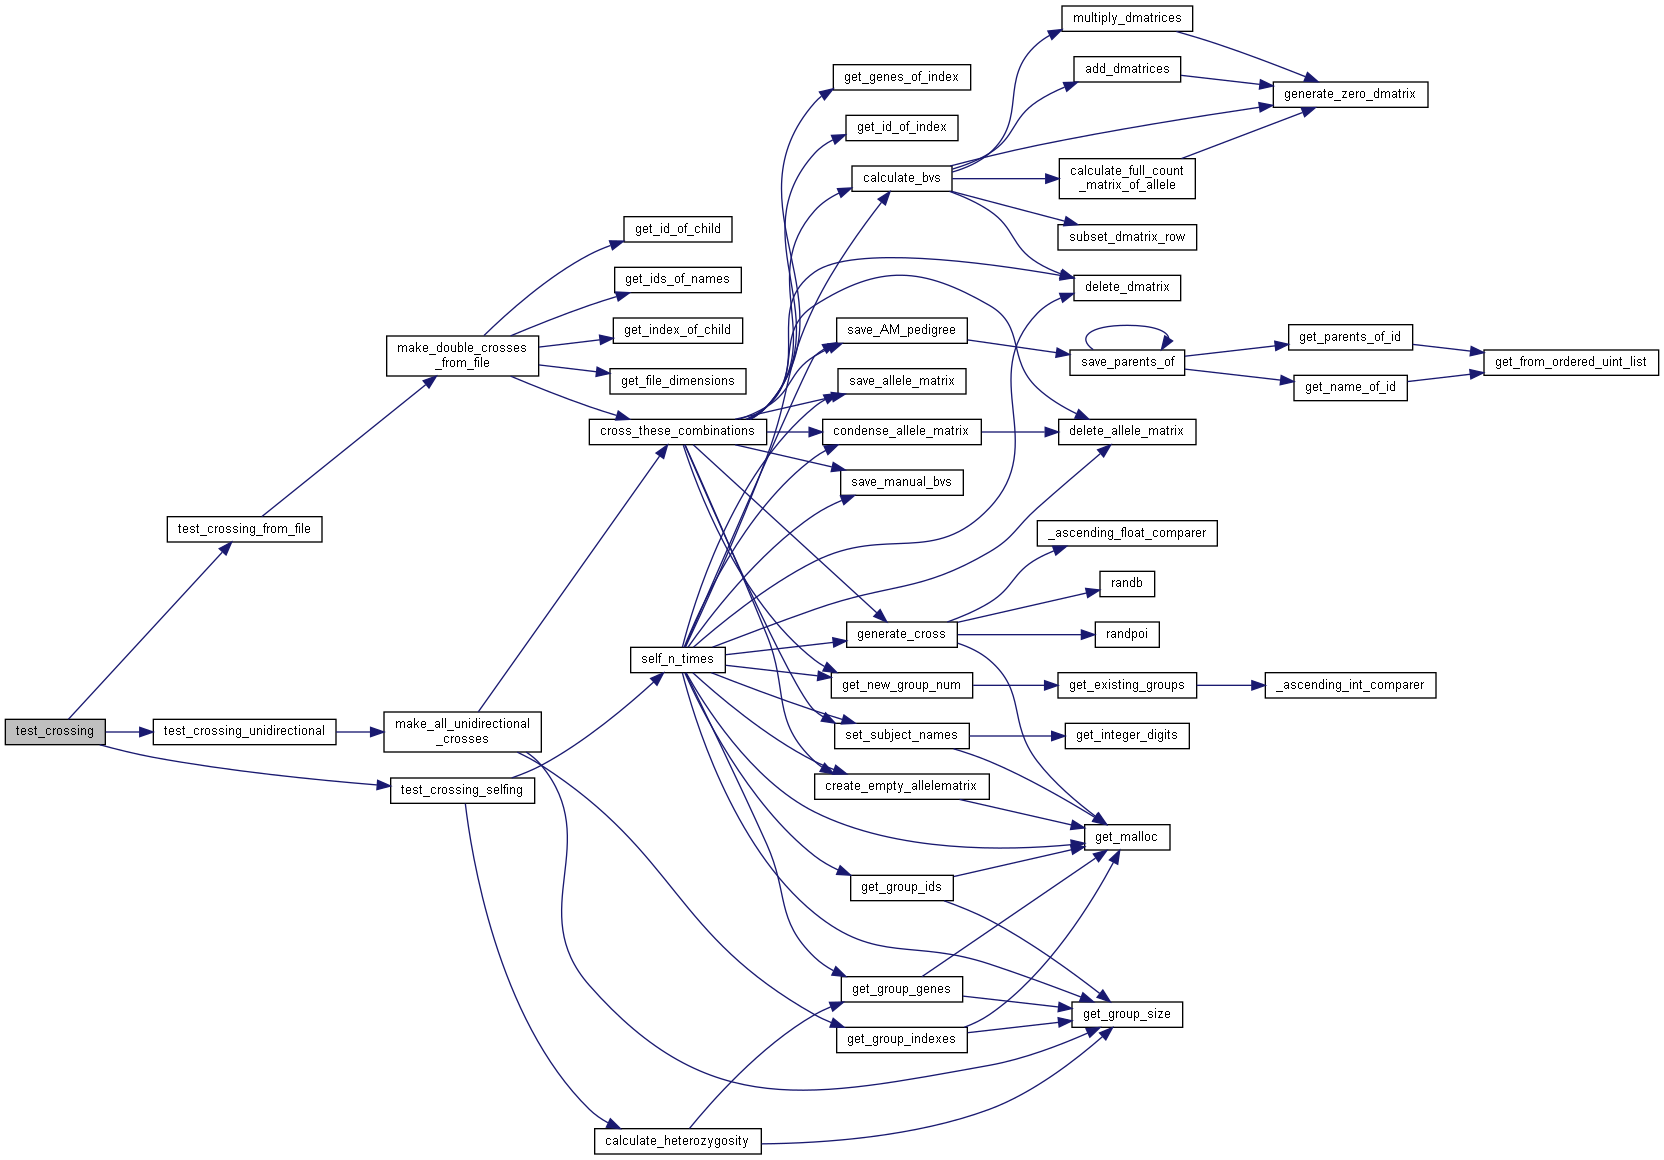 multiply_dmatrices
get_genes_of_index
add_dmatrices
generate_zero_dmatrix
get_id_of_index
calculate_bvs
calculate_full_count
_matrix_of_allele
get_id_of_child
subset_dmatrix_row
get_ids_of_names
delete_dmatrix
get_index_of_child
save_AM_pedigree
get_parents_of_id
make_double_crosses
_from_file
save_parents_of
get_from_ordered_uint_list
get_file_dimensions
save_allele_matrix
get_name_of_id
cross_these_combinations
condense_allele_matrix
delete_allele_matrix
save_manual_bvs
test_crossing_from_file
_ascending_float_comparer
randb
generate_cross
randpoi
self_n_times
get_new_group_num
get_existing_groups
_ascending_int_comparer
test_crossing
test_crossing_unidirectional
make_all_unidirectional
_crosses
set_subject_names
get_integer_digits
test_crossing_selfing
create_empty_allelematrix
get_malloc
get_group_ids
get_group_genes
get_group_size
get_group_indexes
calculate_heterozygosity